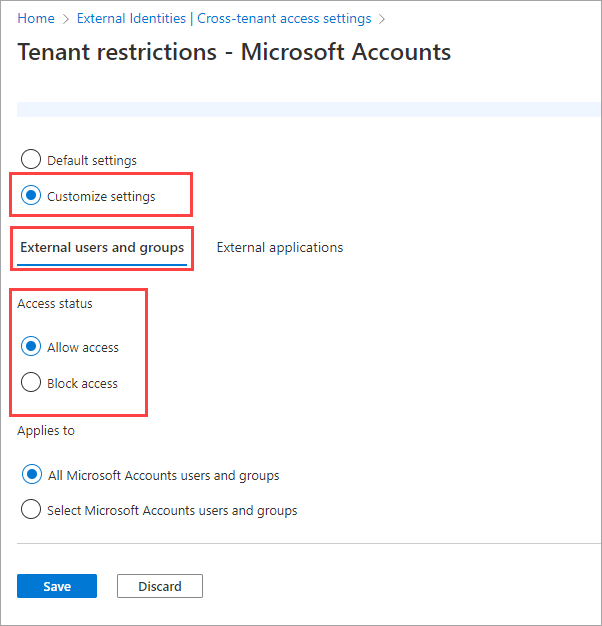 Home > External Identities | Cross-tenant access settings >
Tenant restrictions - Microsoft Accounts
Default settings
Customize settings
External users and groups External applications
Access status
Allow access
Block access
Applies to
All Microsoft Accounts users and groups
Select Microsoft Accounts users and groups
Save Discard